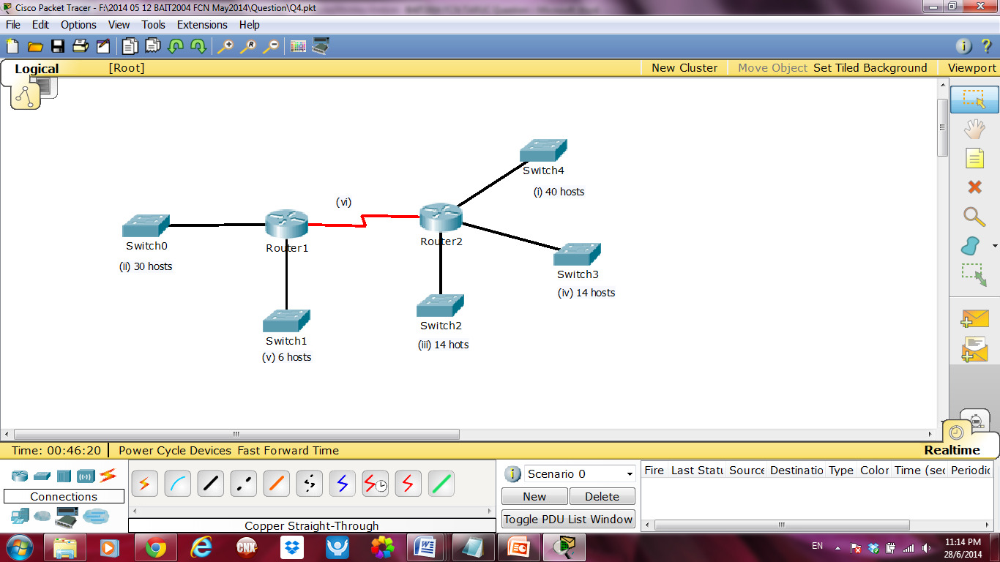 Cisco Packet Tracer - F:\2014 05 12 BAIT2004 FCN May2014\Question\Q4.pkt
File Edit Options View Tools Extensions Help
Logical [Root] New Cluster Move Object Set Tiled Background Viewport
Switch4
(i) 40 hosts
(vi)
Switch0
(ii) 30 hosts
Router1
Router2
Switch3
(iv) 14 hosts
Switch1
(v) 6 hosts
Switch2
(iii) 14 hots
Time: 00:46:20 Power Cycle Devices Fast Forward Time Realtime
Connections
Copper Straight-Through
Scenario 0
New Delete
Toggle PDU List Window
Fire Last Statu Source Destinatio Type Color Time (sec Periodic
CNX
EN
11:14 PM
28/6/2014